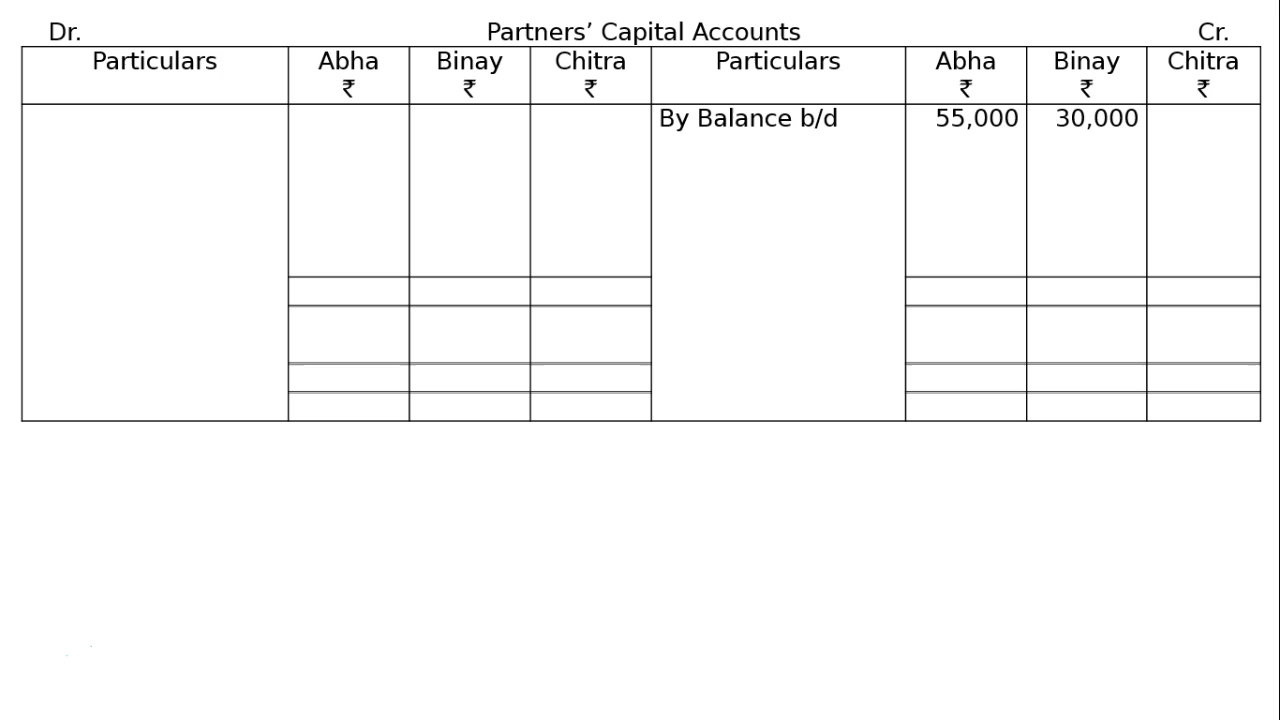 Dr. Partners’ Capital Accounts Cr.
Particulars Abha Binay Chitra Particulars Abha Binay Chitra
₹ ₹ ₹ ₹ ₹ ₹
By Balance b/d 55,000 30,000